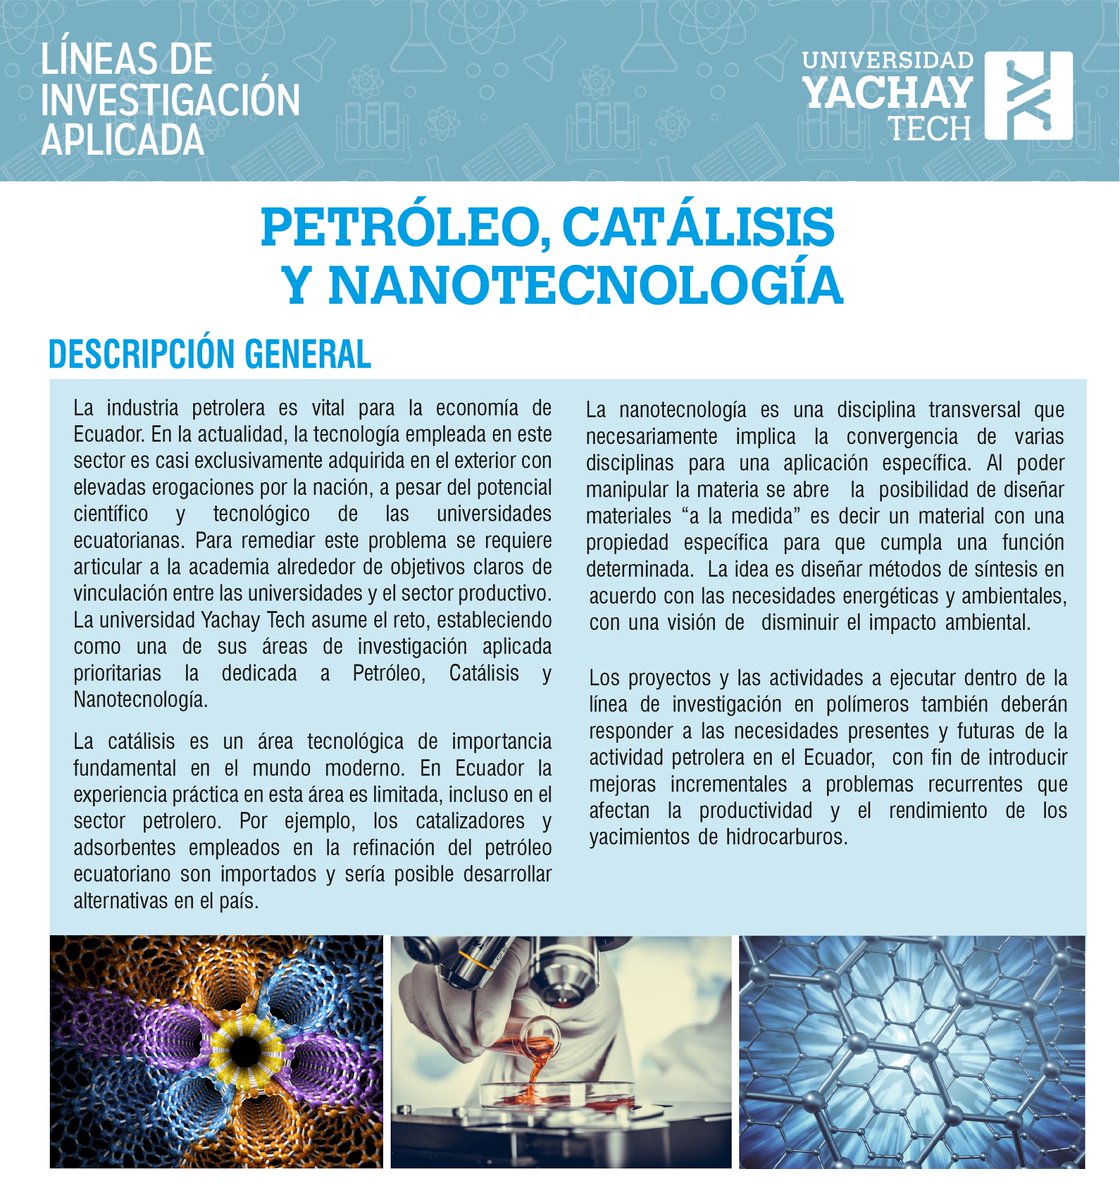 LÍNEAS DE
INVESTIGACIÓN
APLICADA
UNIVERSIDAD
YACHAY
TECH
PETRÓLEO, CATÁLISIS
Y NANOTECNOLOGÍA
DESCRIPCIÓN GENERAL
La industria petrolera es vital para la economía de
Ecuador. En la actualidad, la tecnología empleada en este
sector es casi exclusivamente adquirida en el exterior con
elevadas erogaciones por la nación, a pesar del potencial
científico y tecnológico de las universidades
ecuatorianas. Para remediar este problema se requiere
articular a la academia alrededor de objetivos claros de
vinculación entre las universidades y el sector productivo.
La universidad Yachay Tech asume el reto, estableciendo
como una de sus áreas de investigación aplicada
prioritarias la dedicada a Petróleo, Catálisis y
Nanotecnología.
La catálisis es un área tecnológica de importancia
fundamental en el mundo moderno. En Ecuador la
experiencia práctica en esta área es limitada, incluso en el
sector petrolero. Por ejemplo, los catalizadores y
adsorbentes empleados en la refinación del petróleo
ecuatoriano son importados y sería posible desarrollar
alternativas en el país.
La nanotecnología es una disciplina transversal que
necesariamente implica la convergencia de varias
disciplinas para una aplicación específica. Al poder
manipular la materia se abre la posibilidad de diseñar
materiales “a la medida” es decir un material con una
propiedad específica para que cumpla una función
determinada. La idea es diseñar métodos de síntesis en
acuerdo con las necesidades energéticas y ambientales,
con una visión de disminuir el impacto ambiental.
Los proyectos y las actividades a ejecutar dentro de la
línea de investigación en polímeros también deberán
responder a las necesidades presentes y futuras de la
actividad petrolera en el Ecuador, con fin de introducir
mejoras incrementales a problemas recurrentes que
afectan la productividad y el rendimiento de los
yacimientos de hidrocarburos.